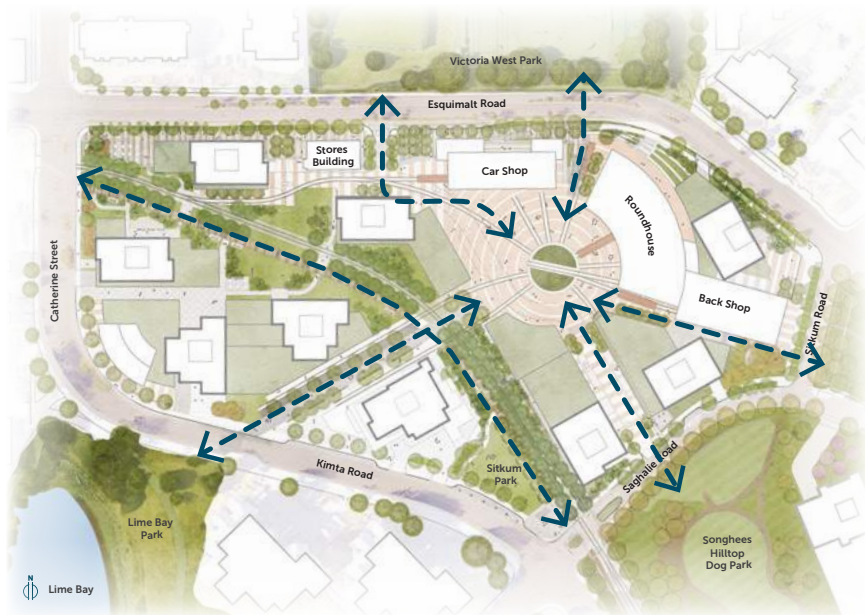 Victoria West Park
Esquimalt Road
Stores
Building
Car Shop
Roundhouse
Catherine Street
Back Shop
Sitkum Road
Kimta Road
Sitkum
Park
Saghalie Road
Lime Bay
Park
Songhees
Hilltop
Dog Park
N
Lime Bay